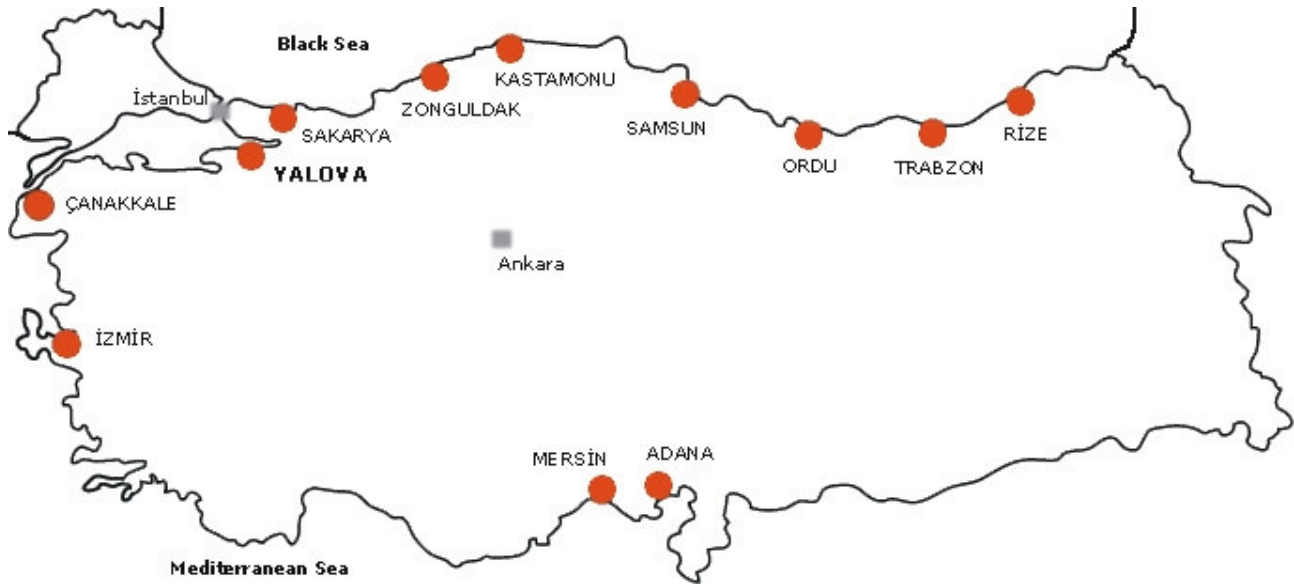 Black Sea
KASTAMONU
İstanbul
ZONGULDAK
SAKARYA
SAMSUN
RİZE
ORDU
TRABZON
YALOVA
ÇANAKKALE
Ankara
İZMİR
MERSİN
ADANA
Mediterranean Sea